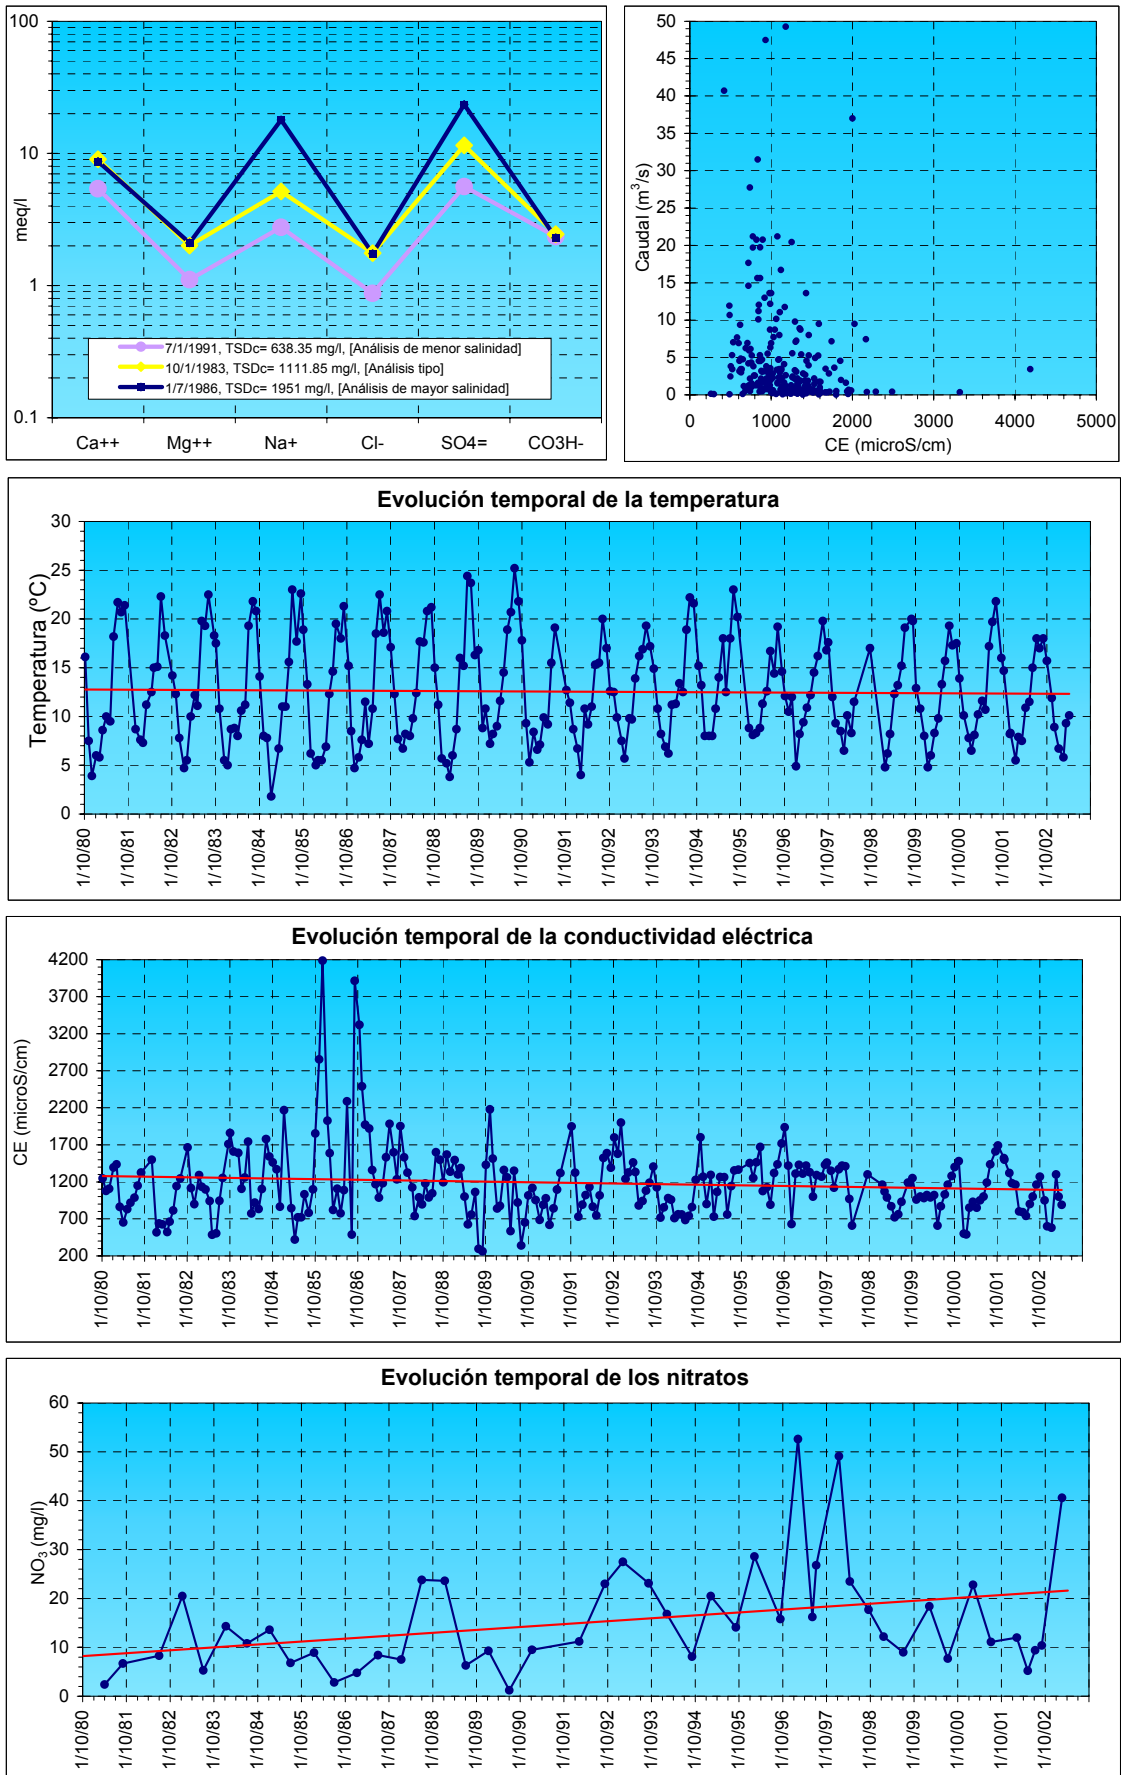 100
10
1
0.1
meq/l
7/1/1991, TSDc= 638.35 mg/l, [Análisis de menor salinidad]
10/1/1983, TSDc= 1111.85 mg/l, [Análisis tipo]
1/7/1986, TSDc= 1951 mg/l, [Análisis de mayor salinidad]
Ca++ Mg++ Na+ Cl- SO4= CO3H-
50
45
40
35
30
25
20
15
10
5
0
Caudal (m³/s)
0 1000 2000 3000 4000 5000
CE (microS/cm)
Evolución temporal de la temperatura
30
25
20
15
10
5
0
Temperatura (ºC)
1/10/80 1/10/81 1/10/82 1/10/83 1/10/84 1/10/85 1/10/86 1/10/87 1/10/88 1/10/89 1/10/90 1/10/91 1/10/92 1/10/93 1/10/94 1/10/95 1/10/96 1/10/97 1/10/98 1/10/99 1/10/00 1/10/01 1/10/02
Evolución temporal de la conductividad eléctrica
4200
3700
3200
2700
2200
1700
1200
700
200
CE (microS/cm)
1/10/80 1/10/81 1/10/82 1/10/83 1/10/84 1/10/85 1/10/86 1/10/87 1/10/88 1/10/89 1/10/90 1/10/91 1/10/92 1/10/93 1/10/94 1/10/95 1/10/96 1/10/97 1/10/98 1/10/99 1/10/00 1/10/01 1/10/02
Evolución temporal de los nitratos
60
50
40
30
20
10
0
NO₃ (mg/l)
1/10/80 1/10/81 1/10/82 1/10/83 1/10/84 1/10/85 1/10/86 1/10/87 1/10/88 1/10/89 1/10/90 1/10/91 1/10/92 1/10/93 1/10/94 1/10/95 1/10/96 1/10/97 1/10/98 1/10/99 1/10/00 1/10/01 1/10/02